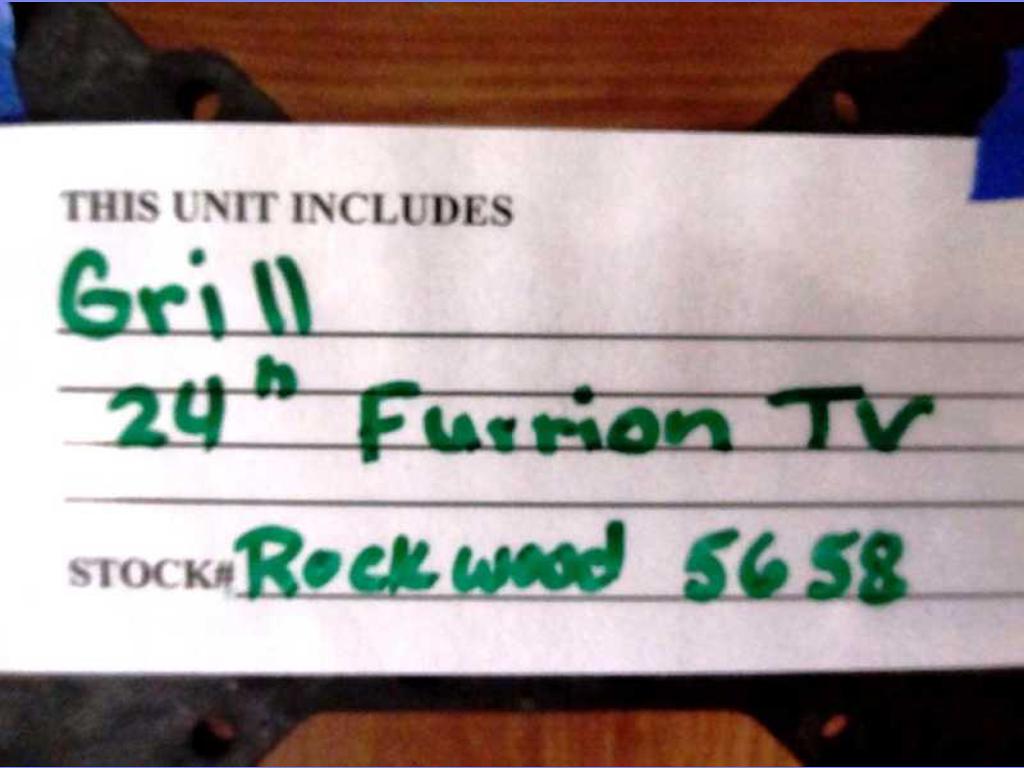 THIS UNIT INCLUDES
Grill
24" Furrion TV
STOCK# Rockwood 5658